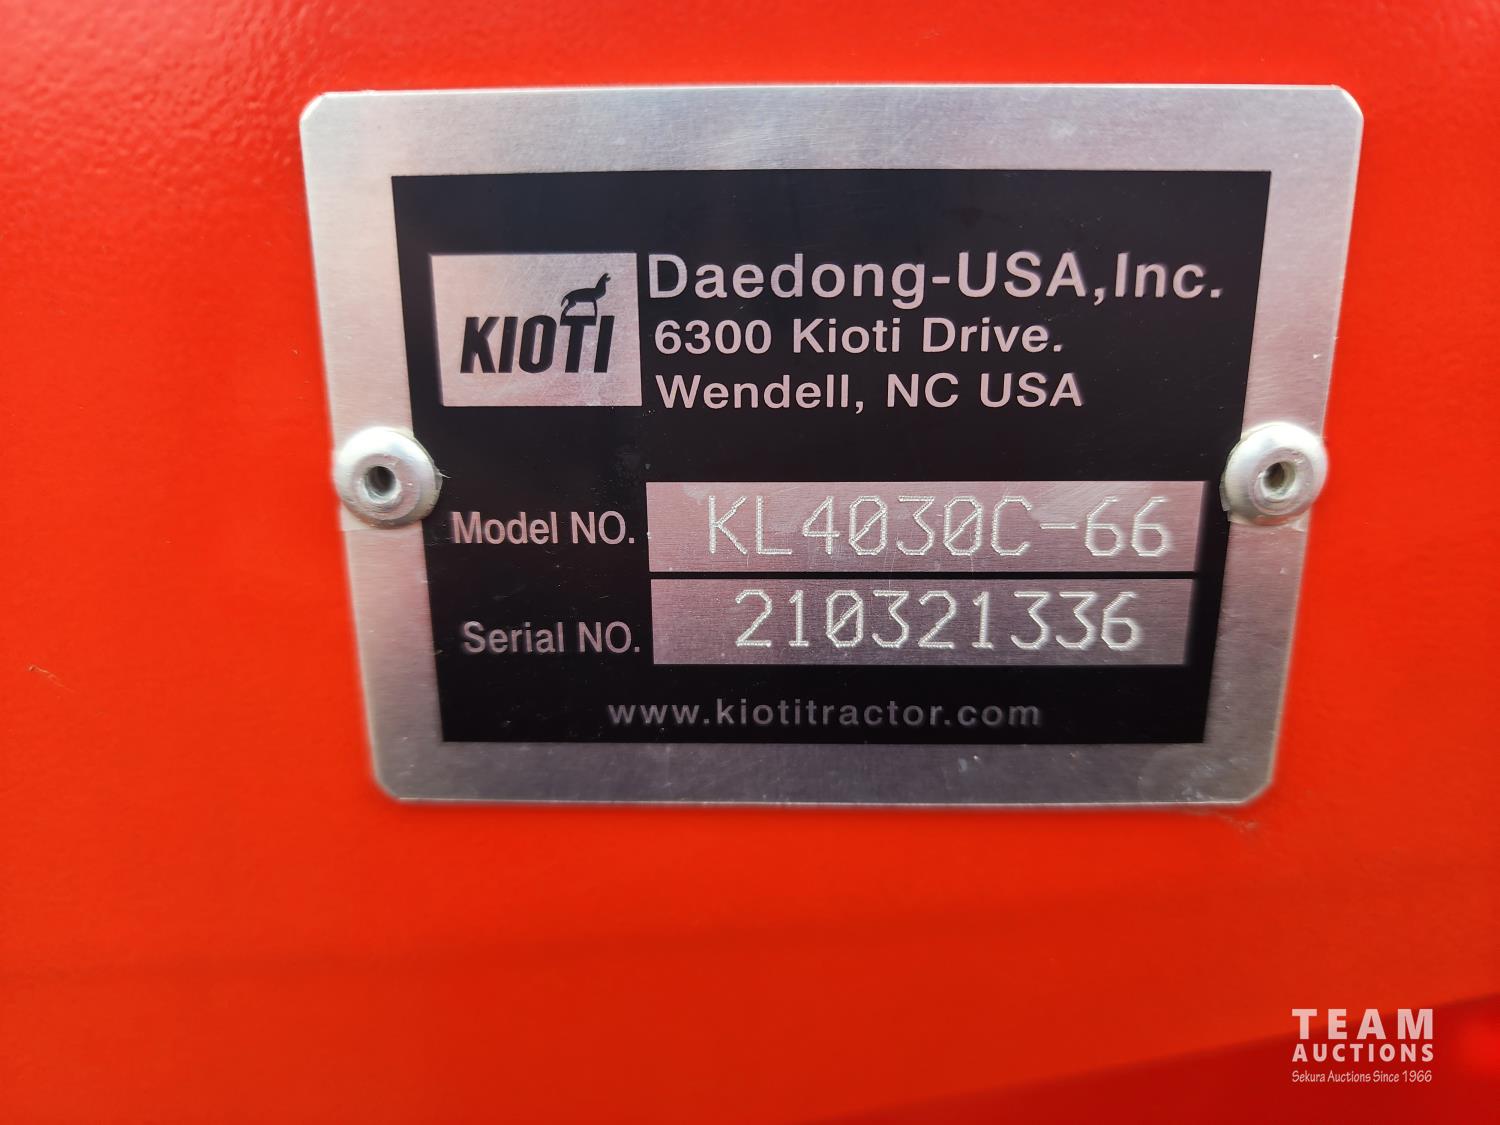 KIOTI
Daedong-USA,Inc.
6300 Kioti Drive.
Wendell, NC USA
Model NO. KL4030C-66
Serial NO. 210321336
www.kiotitractor.com
TEAM
AUCTIONS
Sekura Auctions Since 1966